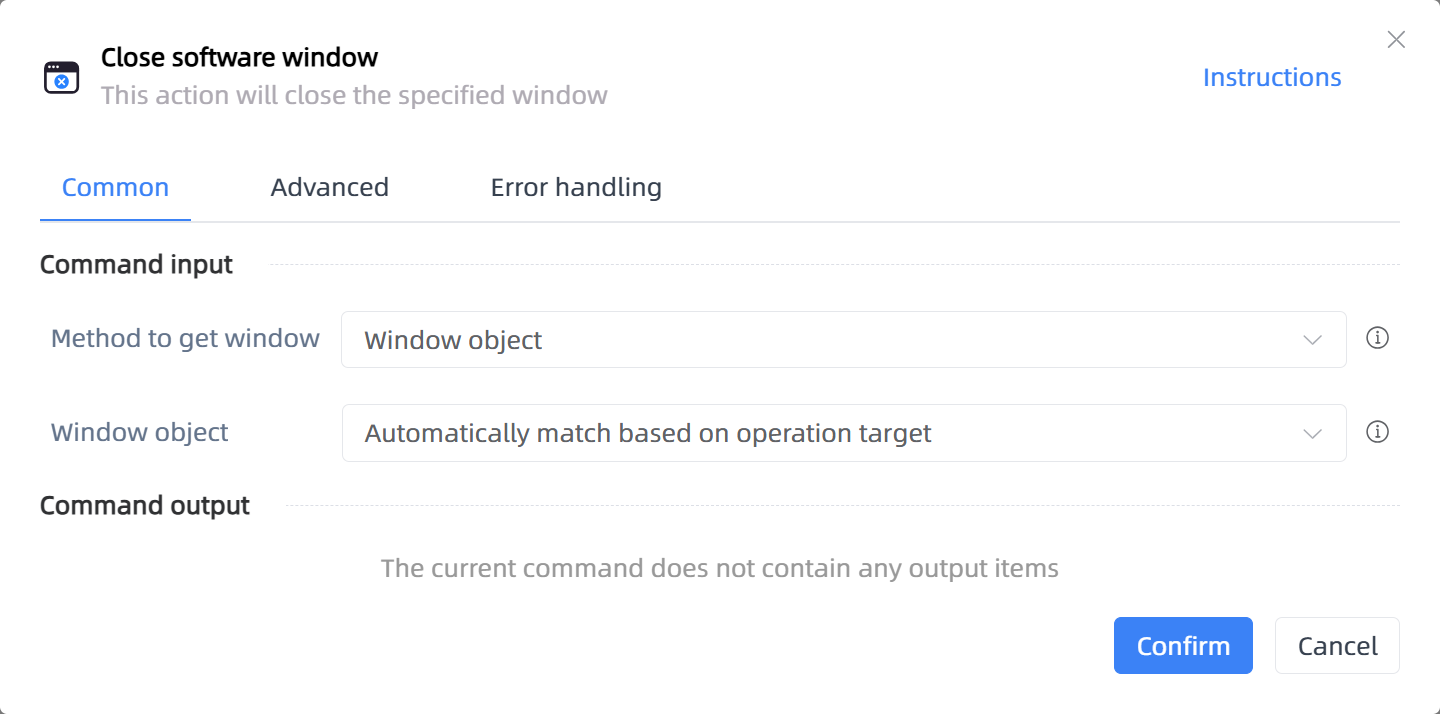 Close software window
This action will close the specified window
Instructions
Common
Advanced
Error handling
Command input
Method to get window
Window object
Window object
Automatically match based on operation target
Command output
The current command does not contain any output items
Confirm
Cancel